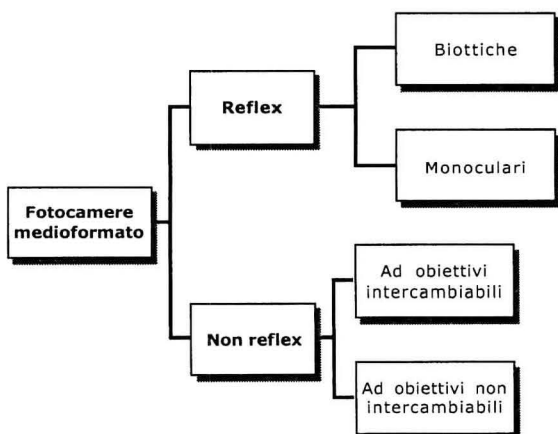 Biottiche
Reflex
Monoculari
Fotocamere
medioformato
Ad obiettivi
intercambiabili
Non reflex
Ad obiettivi non
intercambiabili